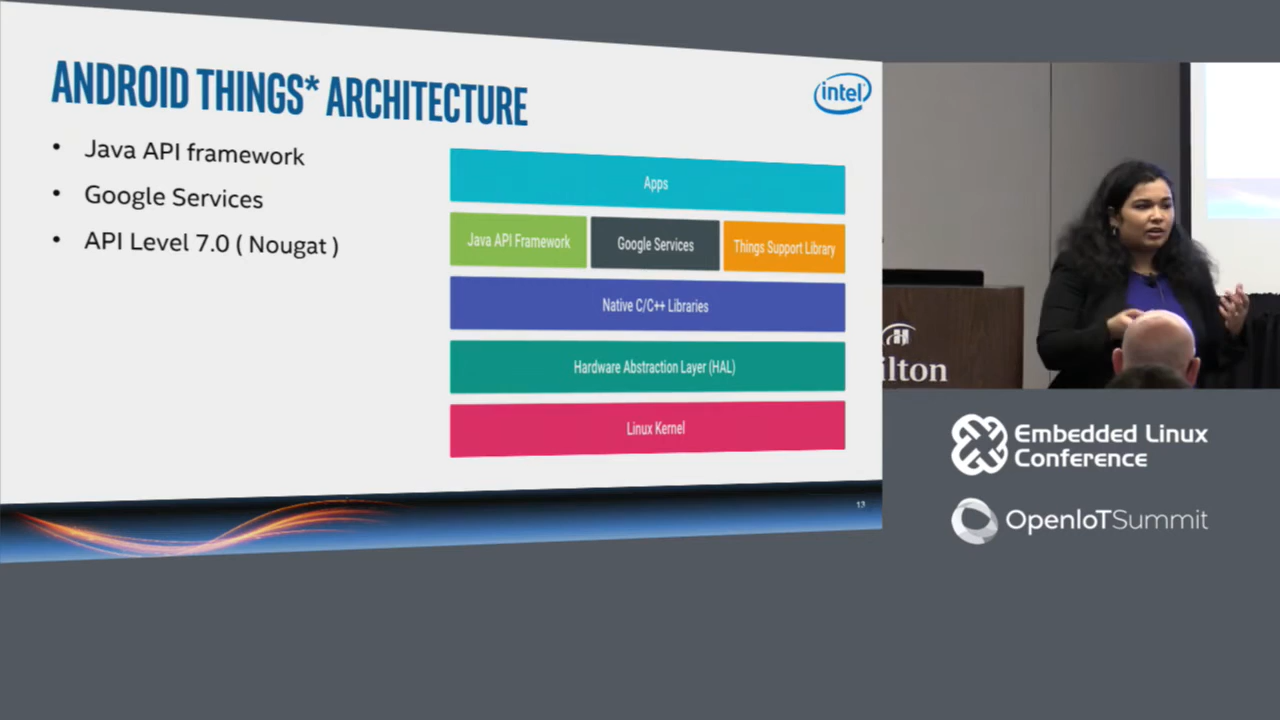 ANDROID THINGS* ARCHITECTURE
intel
• Java API framework
• Google Services
• API Level 7.0 ( Nougat )
Apps
Java API Framework
Google Services
Things Support Library
Native C/C++ Libraries
Hardware Abstraction Layer (HAL)
Linux Kernel
13
ilton
Embedded Linux
Conference
OpenIoTSummit